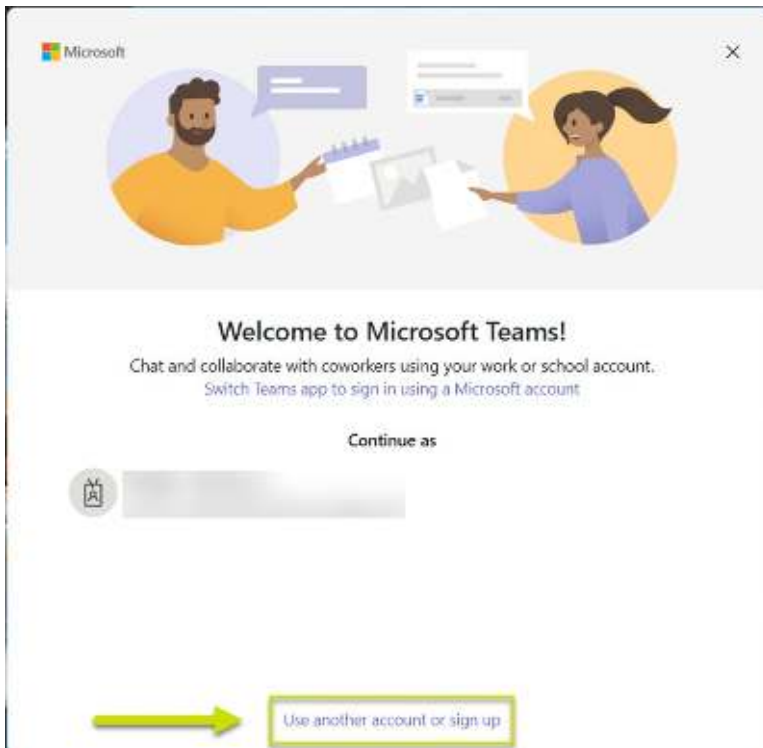 Microsoft
Welcome to Microsoft Teams!
Chat and collaborate with coworkers using your work or school account.
Switch Teams app to sign in using a Microsoft account
Continue as
Use another account or sign up